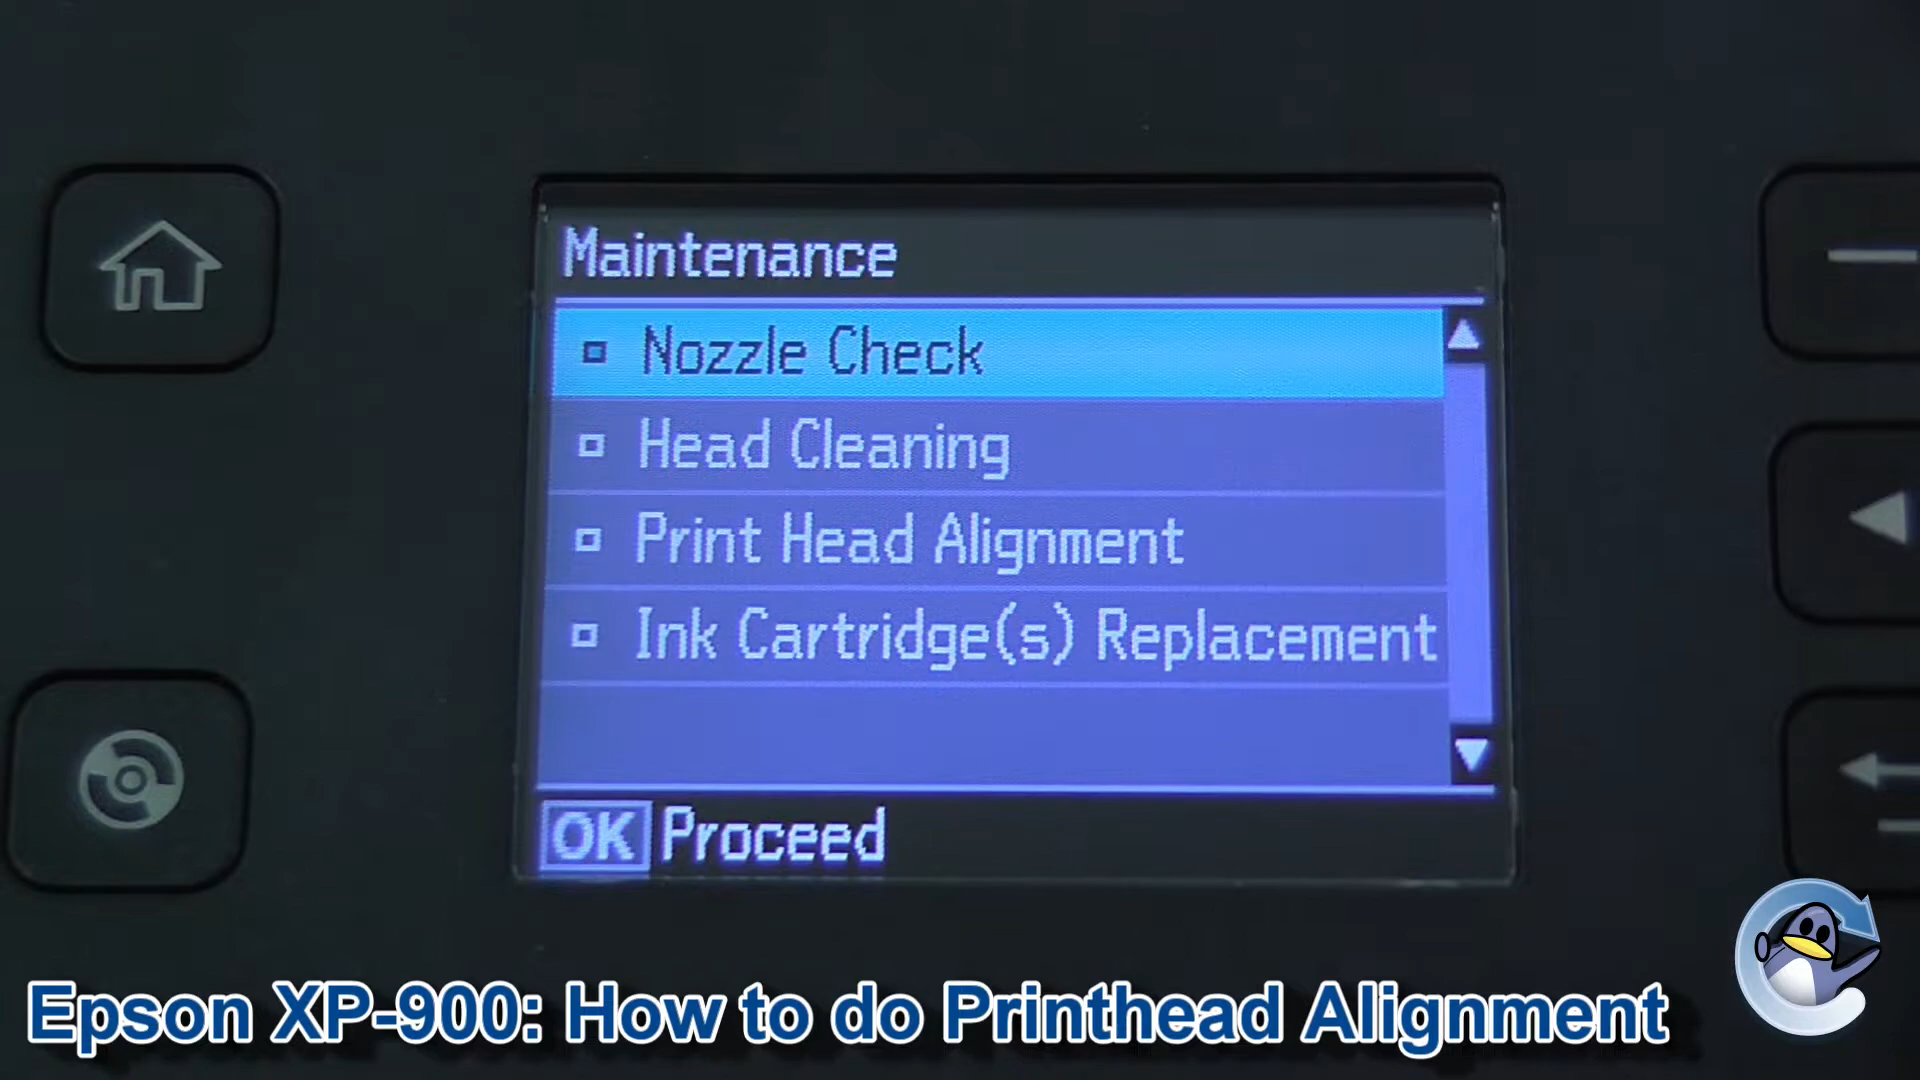 Maintenance
Nozzle Check
Head Cleaning
Print Head Alignment
Ink Cartridge(s) Replacement
OK Proceed
Epson XP-900: How to do Printhead Alignment